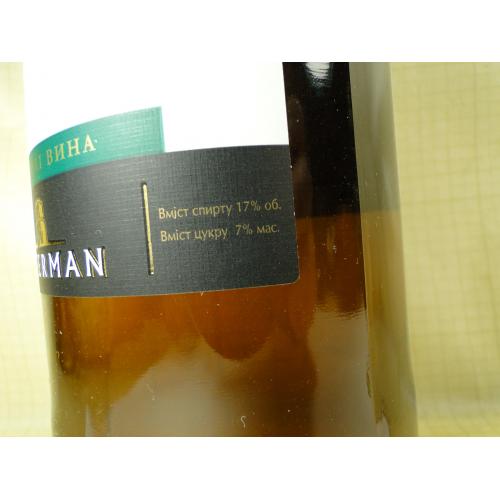 І ВИНА
ERMAN
Вміст спирту 17% об.
Вміст цукру 7% мас.